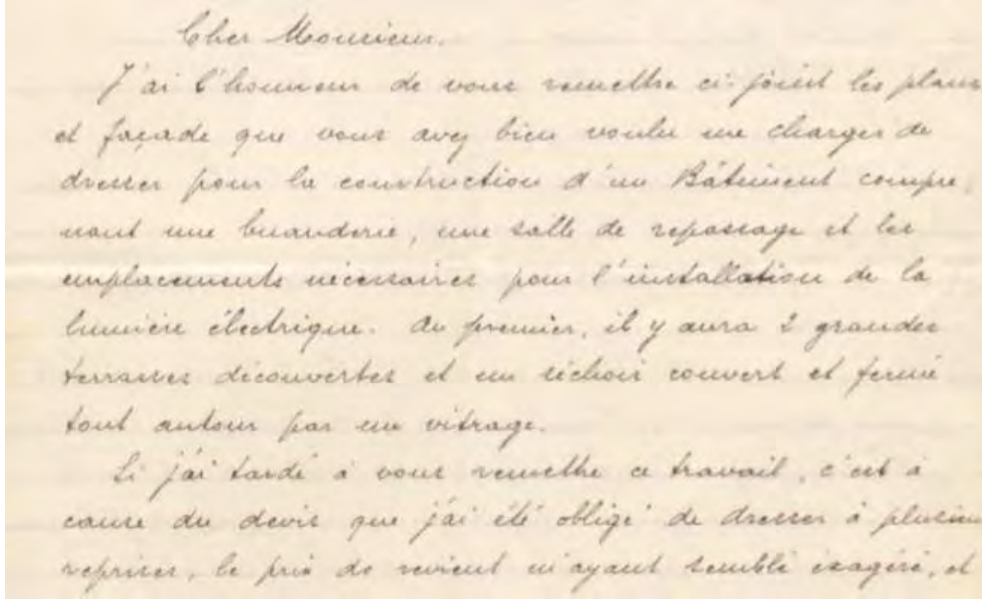 Cher Monsieur.
J'ai l'honneur de vous remettre ci-joint les plans
et façade que vous avez bien voulu me charger de
dresser pour la construction d'un Bâtiment compre-
nant une buanderie, une salle de repassage et les
emplacements nécessaires pour l'installation de la
lumière électrique. Au premier, il y aura 2 grandes
terrasses découvertes et un séchoir couvert et fermé
tout autour par un vitrage.
Si j'ai tardé à vous remettre ce travail, c'est à
cause du devis que j'ai été obligé de dresser à plusieu
reprises, le prix de revient m'ayant semblé exagéré, et